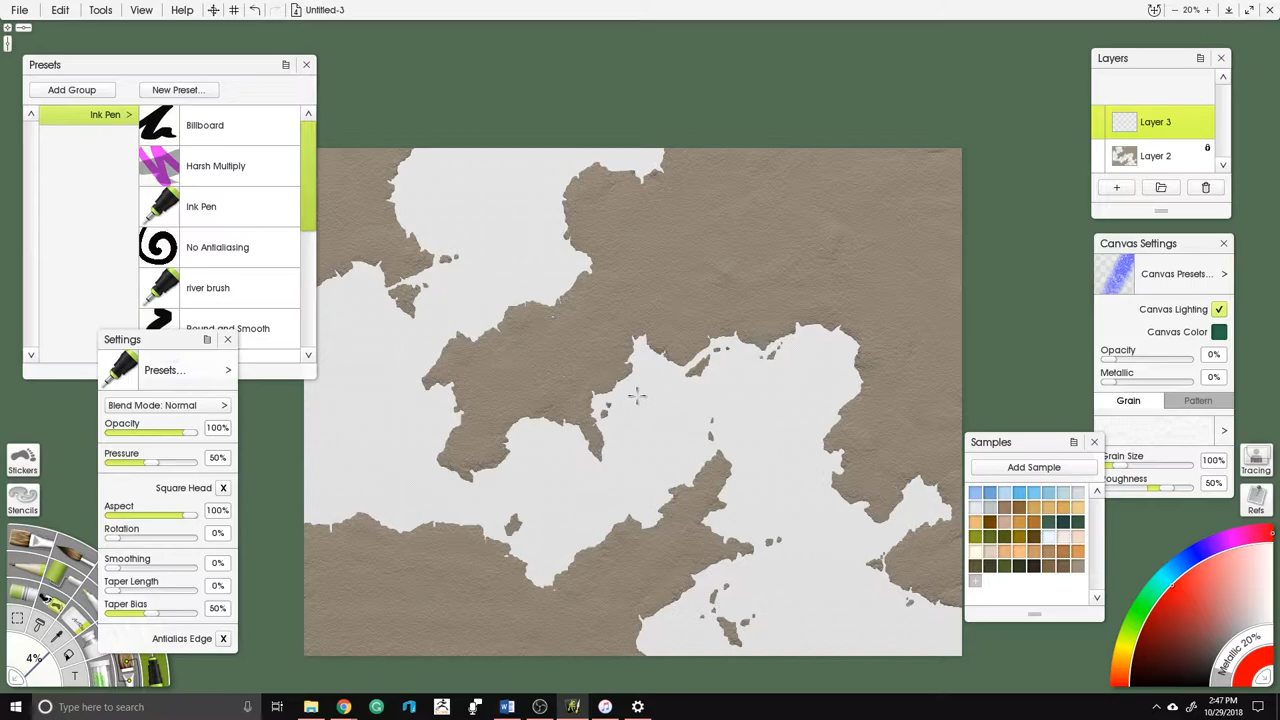 File Edit Tools View Untitled-3 20%
Presets
Add Group New Preset...
Ink Pen > Billboard
Harsh Multiply
Ink Pen
No Antialiasing
river brush
Round and Smooth
Settings
Presets... >
Blend Mode: Normal >
Opacity 100%
Pressure 50%
Square Head X
Aspect 100%
Rotation 0%
Smoothing 0%
Taper Length 0%
Taper Bias 50%
Antialias Edge X
Stickers
Stencils
4%
T
Layers
Layer 3
Layer 2
Canvas Settings
Canvas Presets... >
Canvas Lighting
Canvas Color
Opacity 0%
Metallic 0%
Grain Pattern
Grain Size 100%
Roughness 50%
Samples
Add Sample
Tracing
Refs
Metallic 20%
Type here to search
2:47 PM
10/29/2018